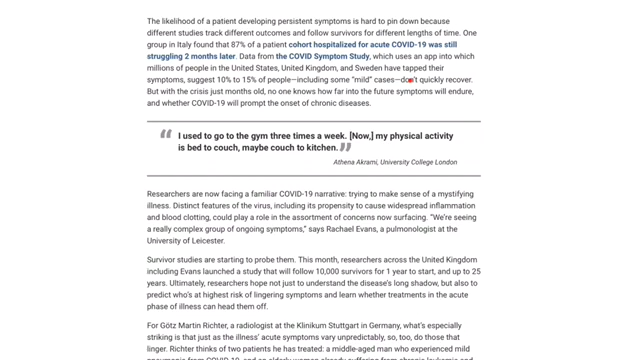 The likelihood of a patient developing persistent symptoms is hard to pin down because
different studies track different outcomes and follow survivors for different lengths of time. One
group in Italy found that 87% of a patient cohort hospitalized for acute COVID-19 was still
struggling 2 months later. Data from the COVID Symptom Study, which uses an app into which
millions of people in the United States, United Kingdom, and Sweden have tapped their
symptoms, suggest 10% to 15% of people—including some “mild” cases—don’t quickly recover.
But with the crisis just months old, no one knows how far into the future symptoms will endure,
and whether COVID-19 will prompt the onset of chronic diseases.
“ I used to go to the gym three times a week. [Now,] my physical activity
is bed to couch, maybe couch to kitchen. ”
Athena Akrami, University College London
Researchers are now facing a familiar COVID-19 narrative: trying to make sense of a mystifying
illness. Distinct features of the virus, including its propensity to cause widespread inflammation
and blood clotting, could play a role in the assortment of concerns now surfacing. “We’re seeing
a really complex group of ongoing symptoms,” says Rachael Evans, a pulmonologist at the
University of Leicester.
Survivor studies are starting to probe them. This month, researchers across the United Kingdom
including Evans launched a study that will follow 10,000 survivors for 1 year to start, and up to 25
years. Ultimately, researchers hope not just to understand the disease’s long shadow, but also to
predict who’s at highest risk of lingering symptoms and learn whether treatments in the acute
phase of illness can head them off.
For Götz Martin Richter, a radiologist at the Klinikum Stuttgart in Germany, what’s especially
striking is that just as the illness’ acute symptoms vary unpredictably, so, too, do those that
linger. Richter thinks of two patients he has treated: a middle-aged man who experienced mild
pneumonia from COVID-19, and an elderly woman already suffering from chronic leukemia and